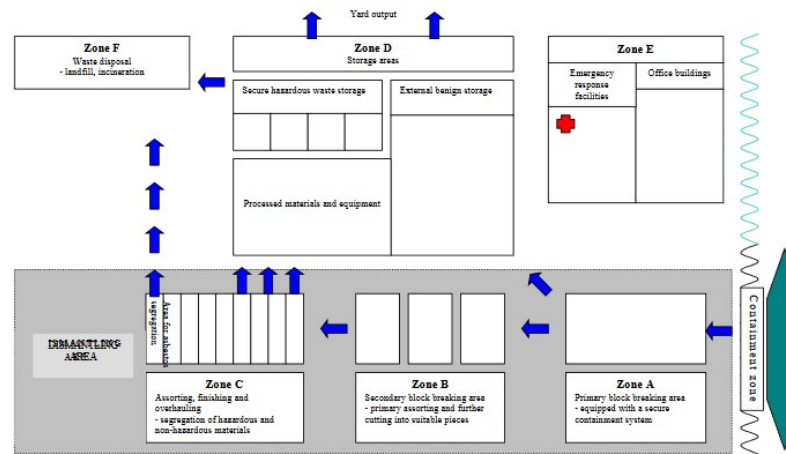 Yard output
Zone F
Waste disposal
- landfill, incineration
Zone D
Storage areas
Zone E
Secure hazardous waste storage
External benign storage
Emergency
response
facilities
Office buildings
Processed materials and equipment
Area for asbestos
segregation
DISMANTLING
AREA
Containment zone
Zone C
Assorting, finishing and
overhauling
- segregation of hazardous and
non-hazardous materials
Zone B
Secondary block breaking area
- primary assorting and further
cutting into suitable pieces
Zone A
Primary block breaking area
- equipped with a secure
containment system